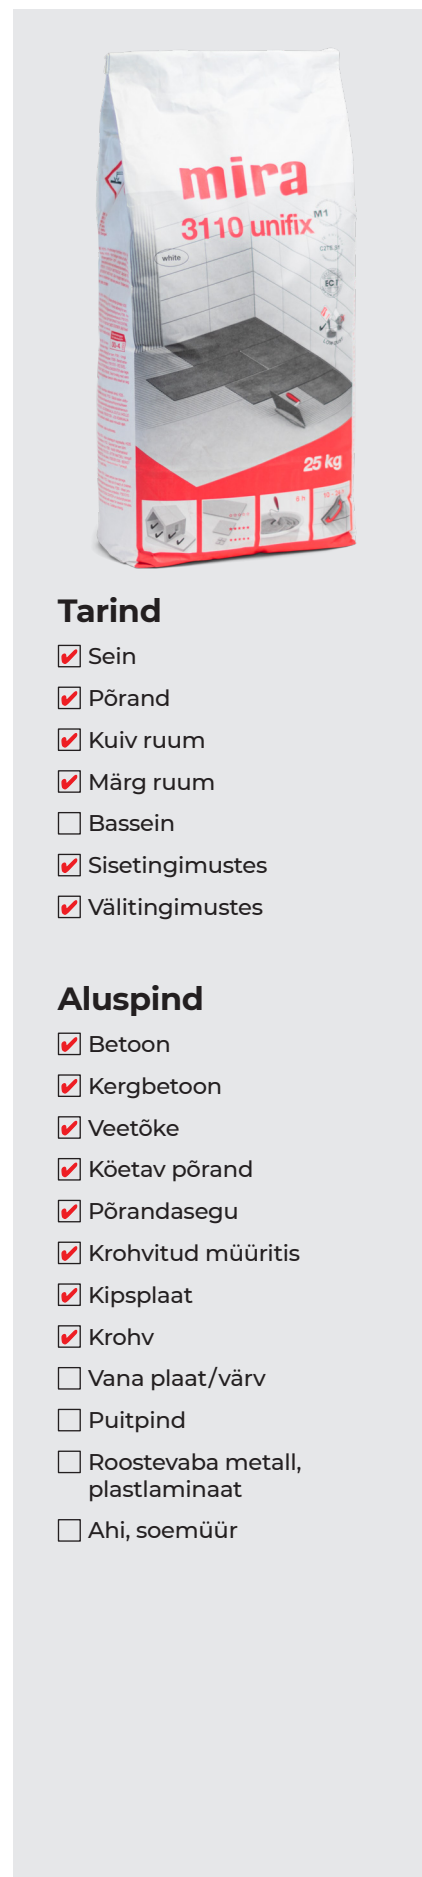 mira
3110 unifix
M1
white
EC1
25 kg
Tarind
Sein
Põrand
Kuiv ruum
Märg ruum
Bassein
Sisetingimustes
Välitingimustes
Aluspind
Betoon
Kergbetoon
Veetõke
Köetav põrand
Põrandasegu
Krohvitud müüritis
Kipsplaat
Krohv
Vana plaat/värv
Puitpind
Roostevaba metall,
plastlaminaat
Ahi, soemüür